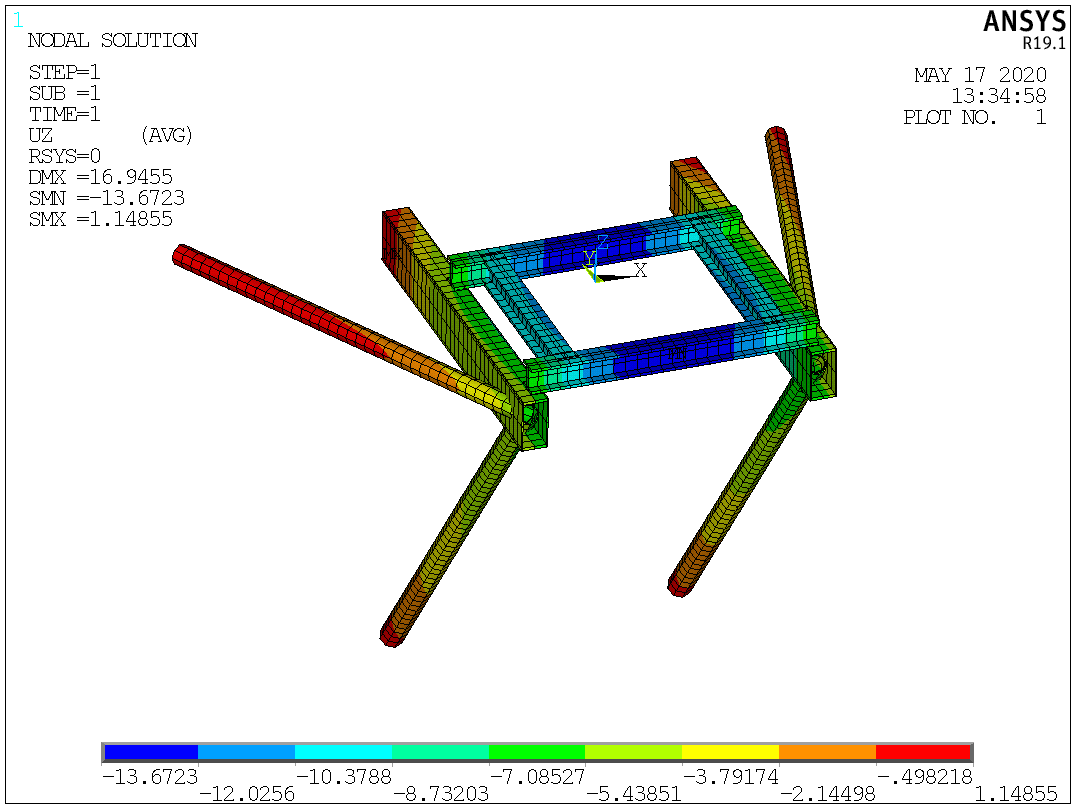 1
ANSYS
R19.1
NODAL SOLUTION
STEP=1
SUB =1
TIME=1
UZ (AVG)
RSYS=0
DMX =16.9455
SMN =-13.6723
SMX =1.14855
MAY 17 2020
13:34:58
PLOT NO. 1
Z
Y
X
-13.6723 -10.3788 -7.08527 -3.79174 -.498218
-12.0256 -8.73203 -5.43851 -2.14498 1.14855